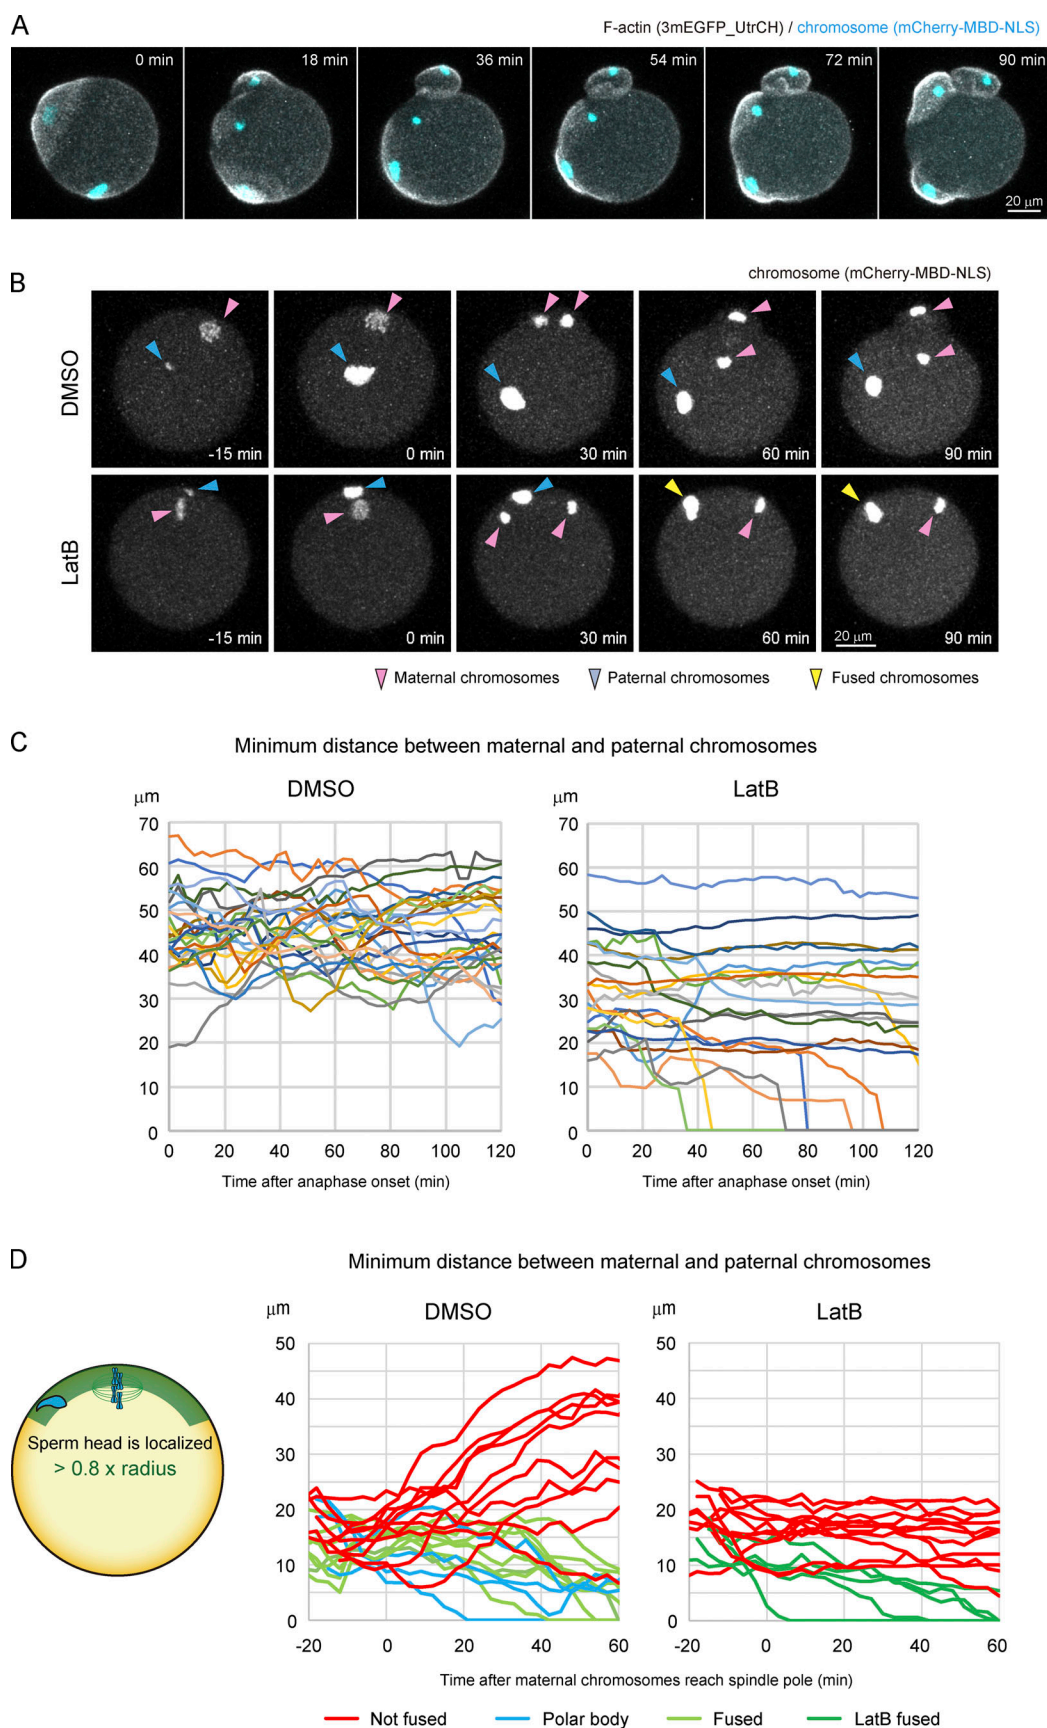 A
F-actin (3mEGFP_UtrCH) / chromosome (mCherry-MBD-NLS)
0 min 18 min 36 min 54 min 72 min 90 min
20 μm
B
chromosome (mCherry-MBD-NLS)
DMSO
-15 min 0 min 30 min 60 min 90 min
LatB
-15 min 0 min 30 min 60 min 20 μm 90 min
Maternal chromosomes Paternal chromosomes Fused chromosomes
C
Minimum distance between maternal and paternal chromosomes
μm DMSO LatB
μm
70 70
60 60
50 50
40 40
30 30
20 20
10 10
0 0
0 20 40 60 80 100 120 0 20 40 60 80 100 120
Time after anaphase onset (min) Time after anaphase onset (min)
D
Minimum distance between maternal and paternal chromosomes
μm DMSO μm LatB
50 50
40 40
30 30
20 20
10 10
0 0
-20 0 20 40 60 -20 0 20 40 60
Sperm head is localized
> 0.8 x radius
Time after maternal chromosomes reach spindle pole (min)
Not fused Polar body Fused LatB fused